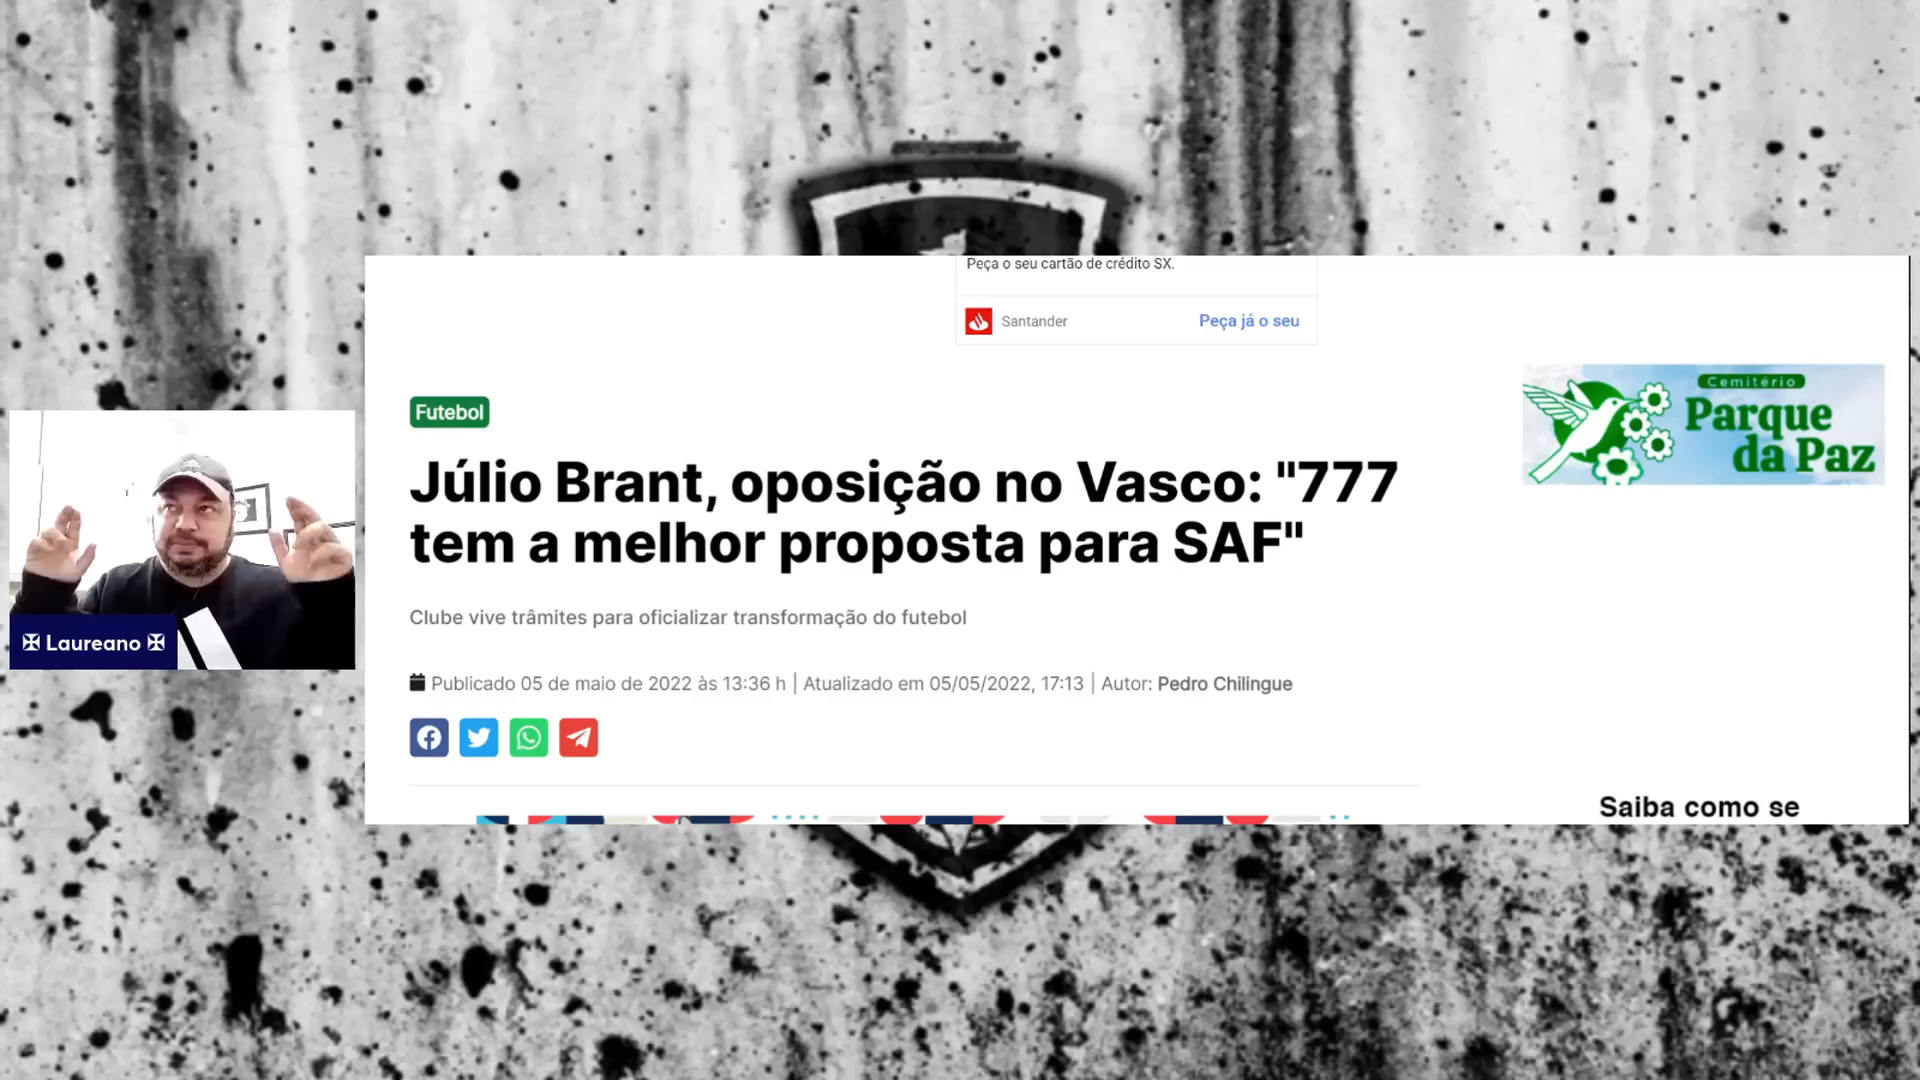 Peça o seu cartão de crédito SX.
Santander
Peça já o seu
Futebol
Júlio Brant, oposição no Vasco: "777
tem a melhor proposta para SAF"
Clube vive trâmites para oficializar transformação do futebol
Publicado 05 de maio de 2022 às 13:36 h | Atualizado em 05/05/2022, 17:13 | Autor: Pedro Chilingue
Cemitério
Parque
da Paz
Saiba como se
✠ Laureano ✠